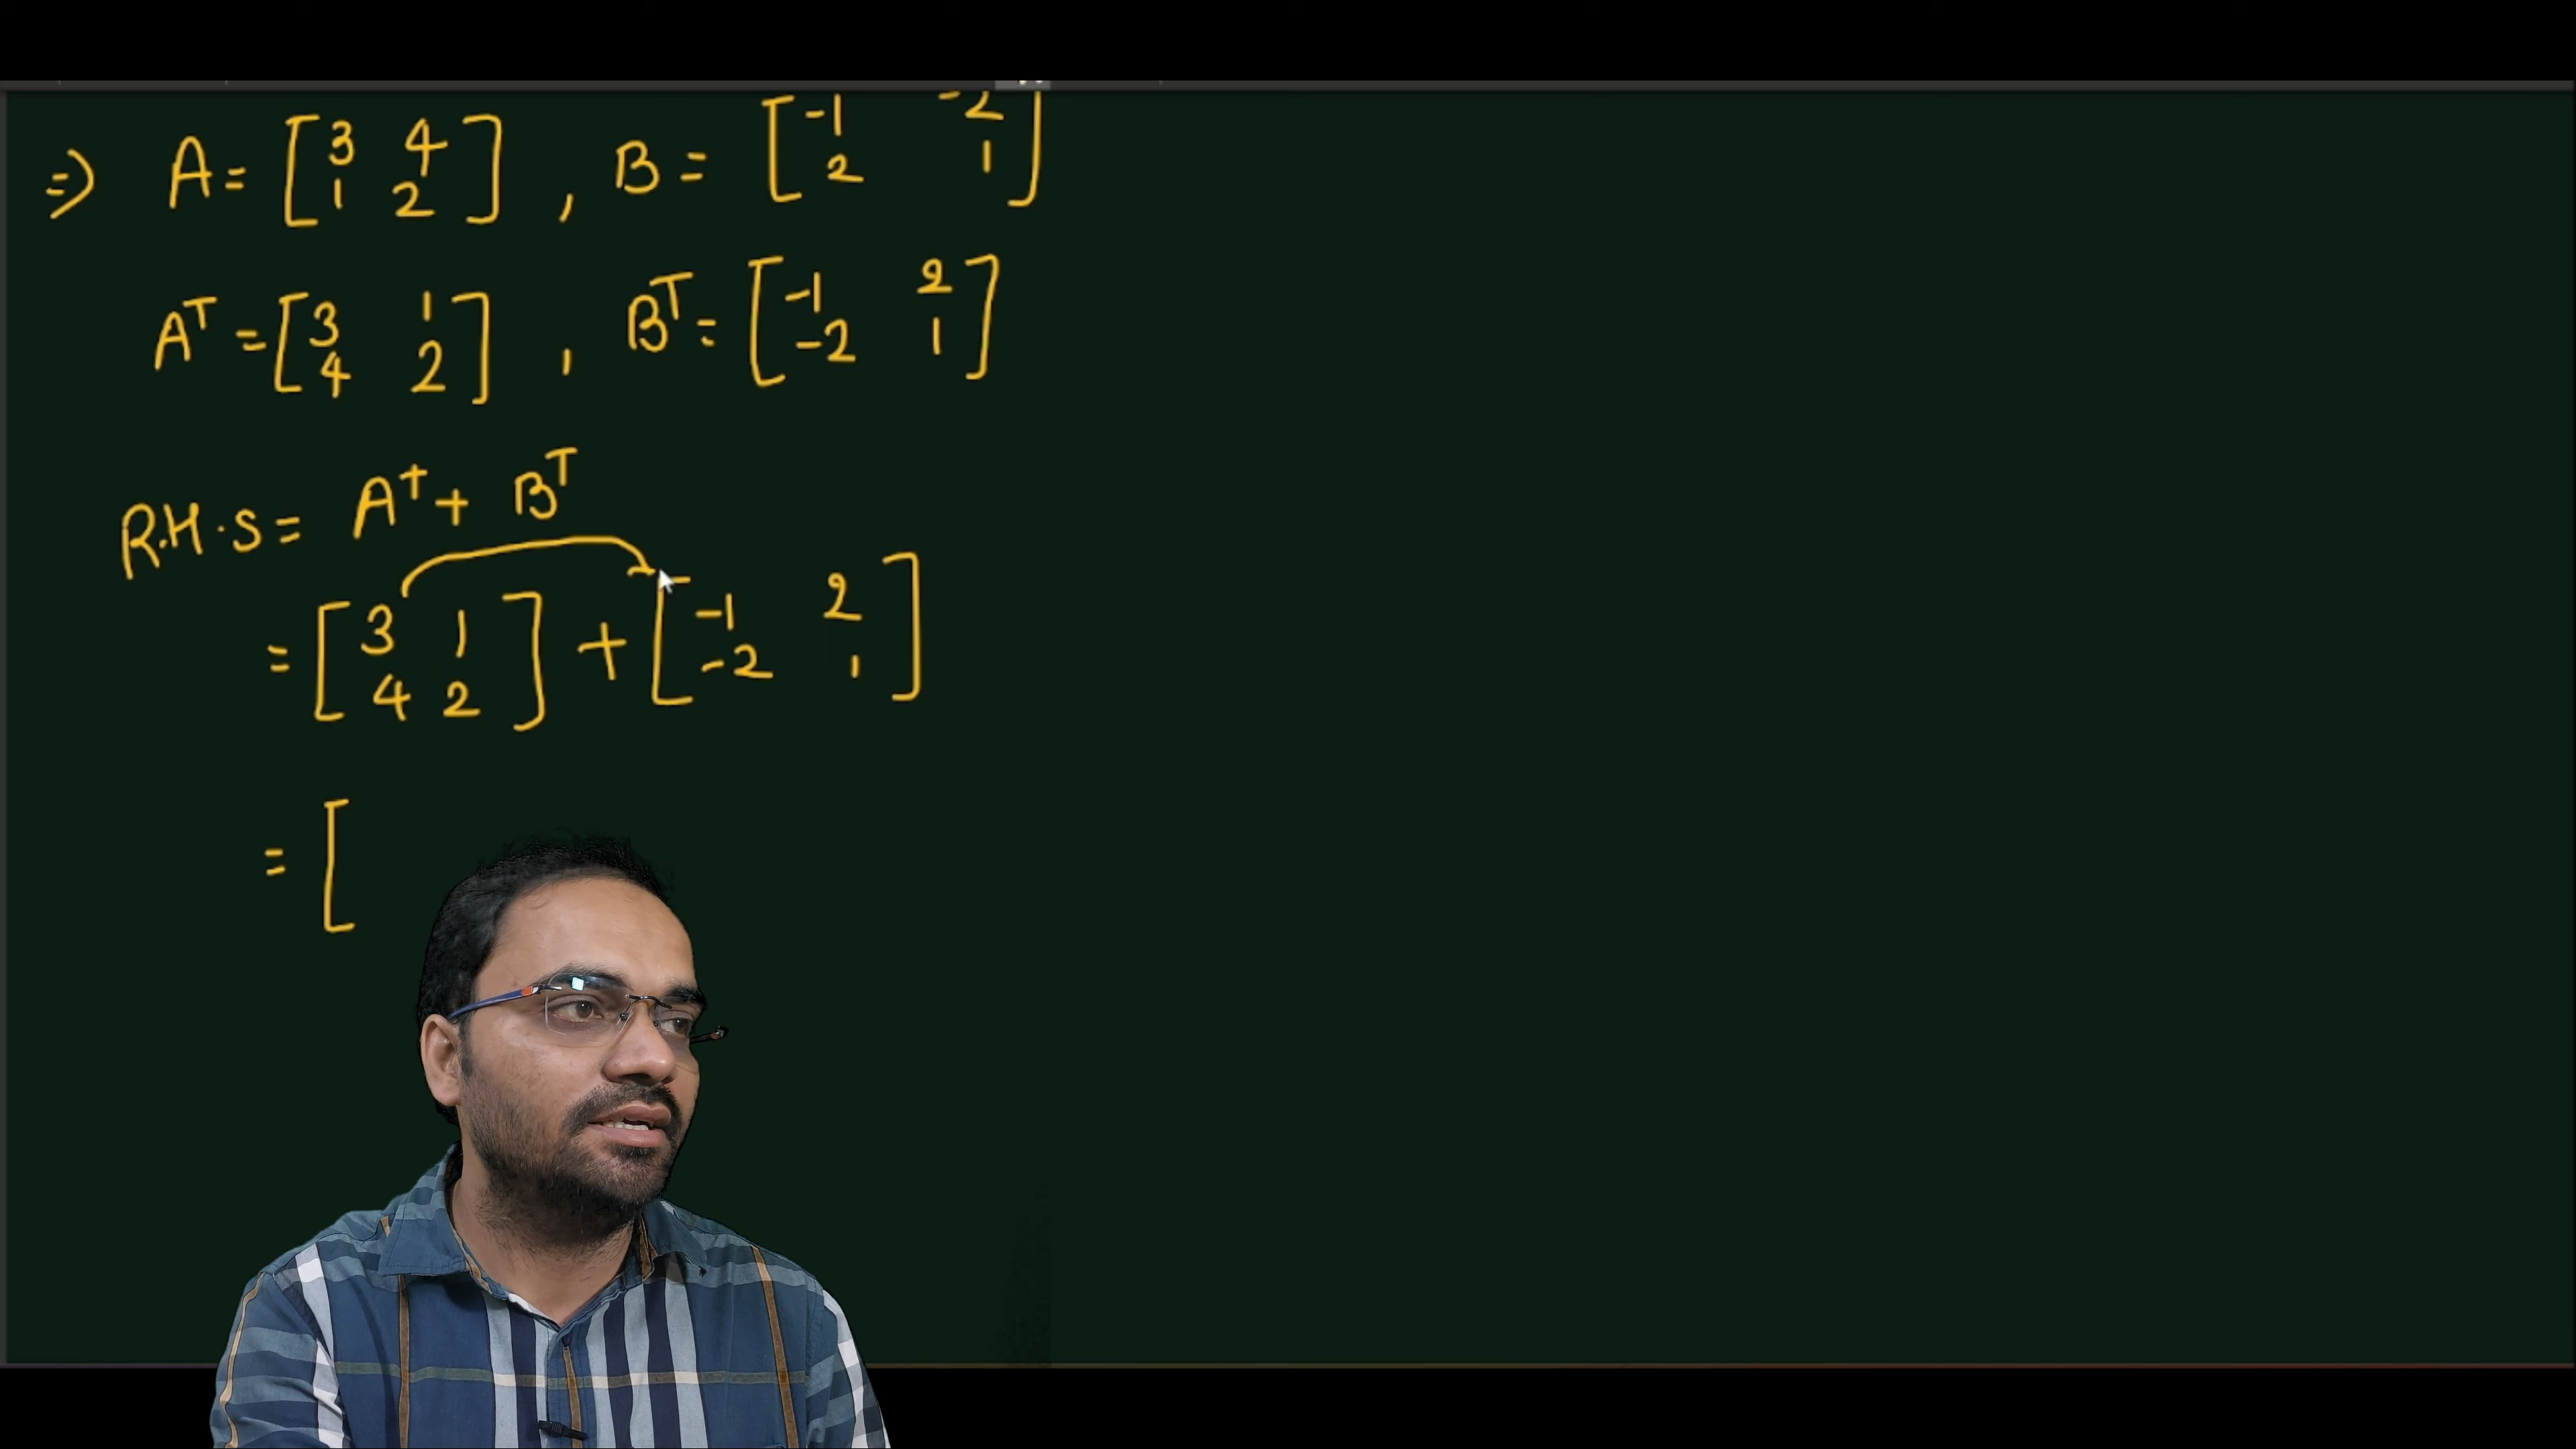 => A = [3 4 , B = [-1 -2
1 2] 2 1]
Aᵀ = [3 1 , Bᵀ = [-1 2
4 2] -2 1]
R.H.S = Aᵀ + Bᵀ
= [3 1 + [-1 2
4 2] -2 1]
= [